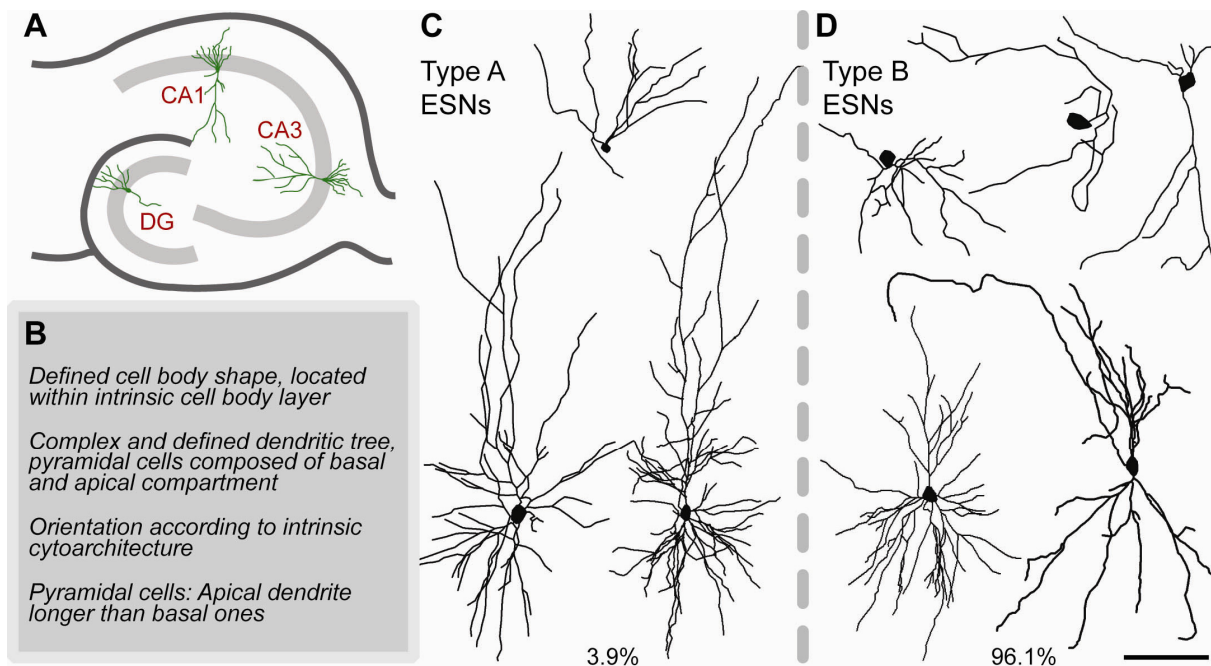 A
CA1
CA3
DG
B
Defined cell body shape, located
within intrinsic cell body layer
Complex and defined dendritic tree,
pyramidal cells composed of basal
and apical compartment
Orientation according to intrinsic
cytoarchitecture
Pyramidal cells: Apical dendrite
longer than basal ones
C
Type A
ESNs
3.9%
D
Type B
ESNs
96.1%